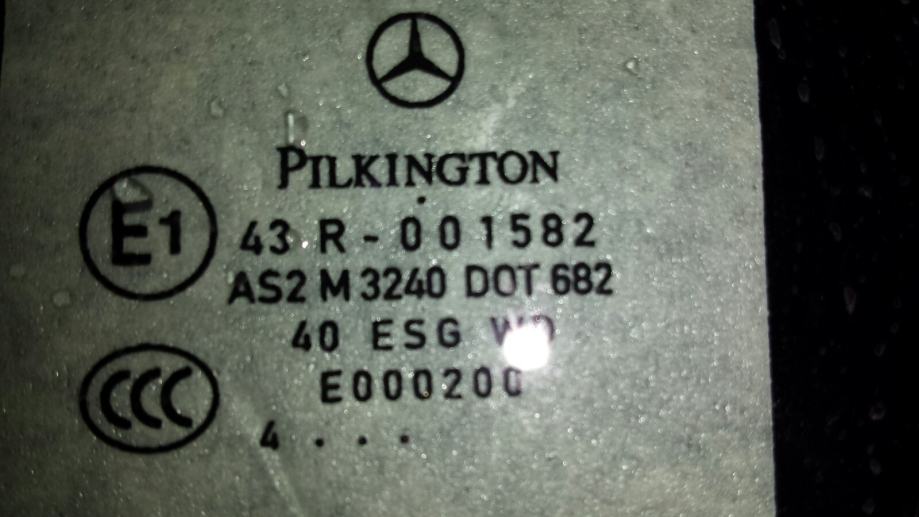 PILKINGTON
E1
43 R - 001582
AS2 M 3240 DOT 682
40 ESG
E000200
CCC
4 . . .